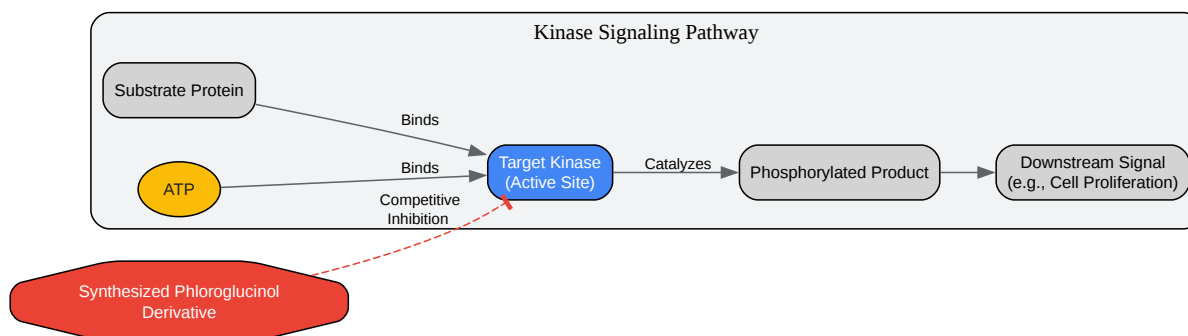 Kinase Signaling Pathway
Substrate Protein
Binds
ATP
Binds
Target Kinase
(Active Site)
Catalyzes
Phosphorylated Product
Downstream Signal
(e.g., Cell Proliferation)
Competitive
Inhibition
Synthesized Phloroglucinol
Derivative